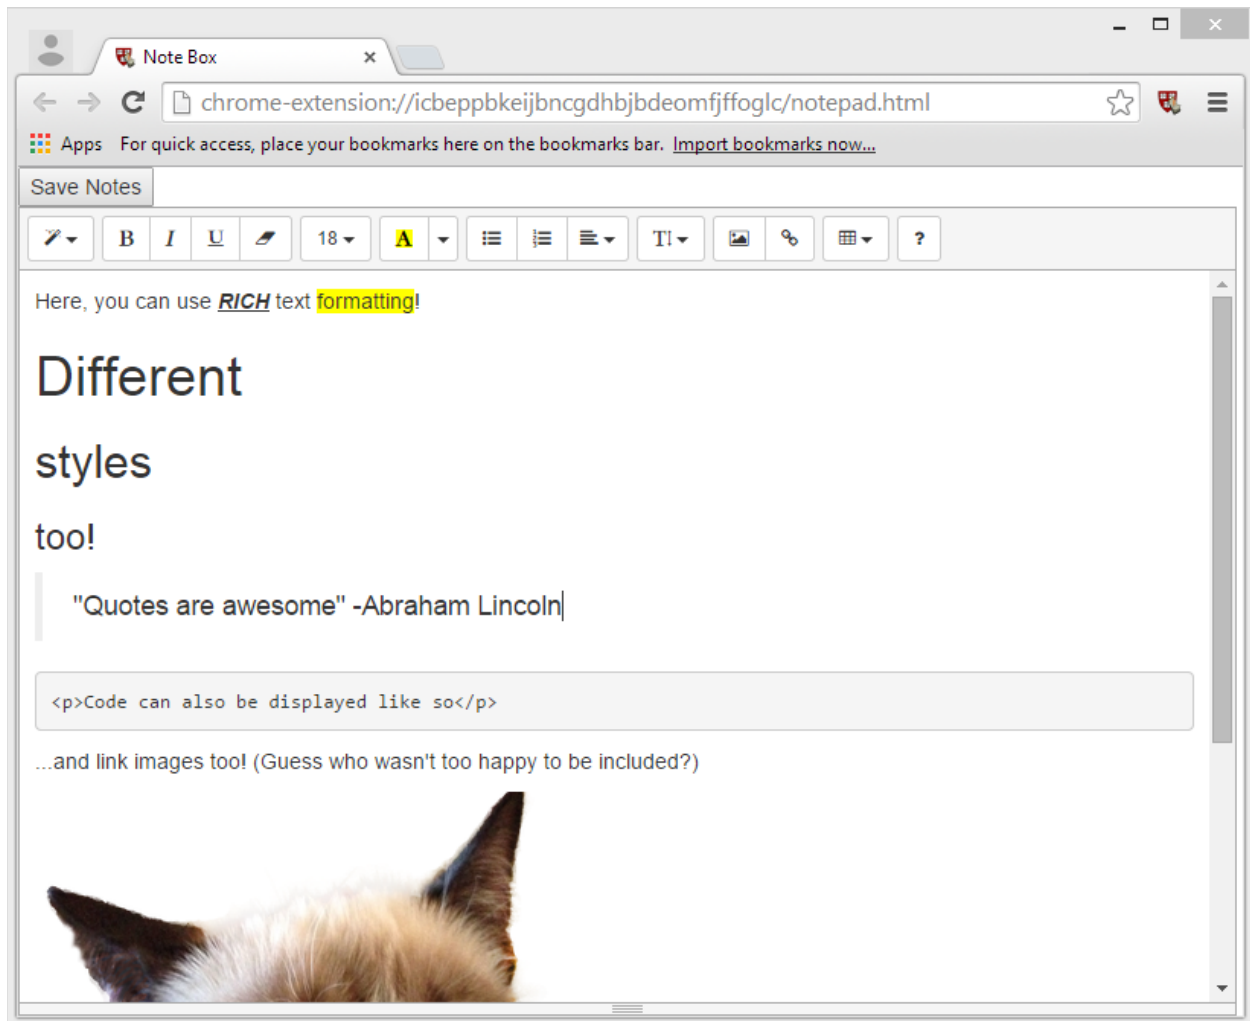 Note Box
chrome-extension://icbeppbkeijbncgdhbjbdeomfjffoglc/notepad.html
Apps For quick access, place your bookmarks here on the bookmarks bar. Import bookmarks now...
Save Notes
B I U 18 A T ?
Here, you can use RICH text formatting!
Different
styles
too!
"Quotes are awesome" -Abraham Lincoln
<p>Code can also be displayed like so</p>
...and link images too! (Guess who wasn't too happy to be included?)